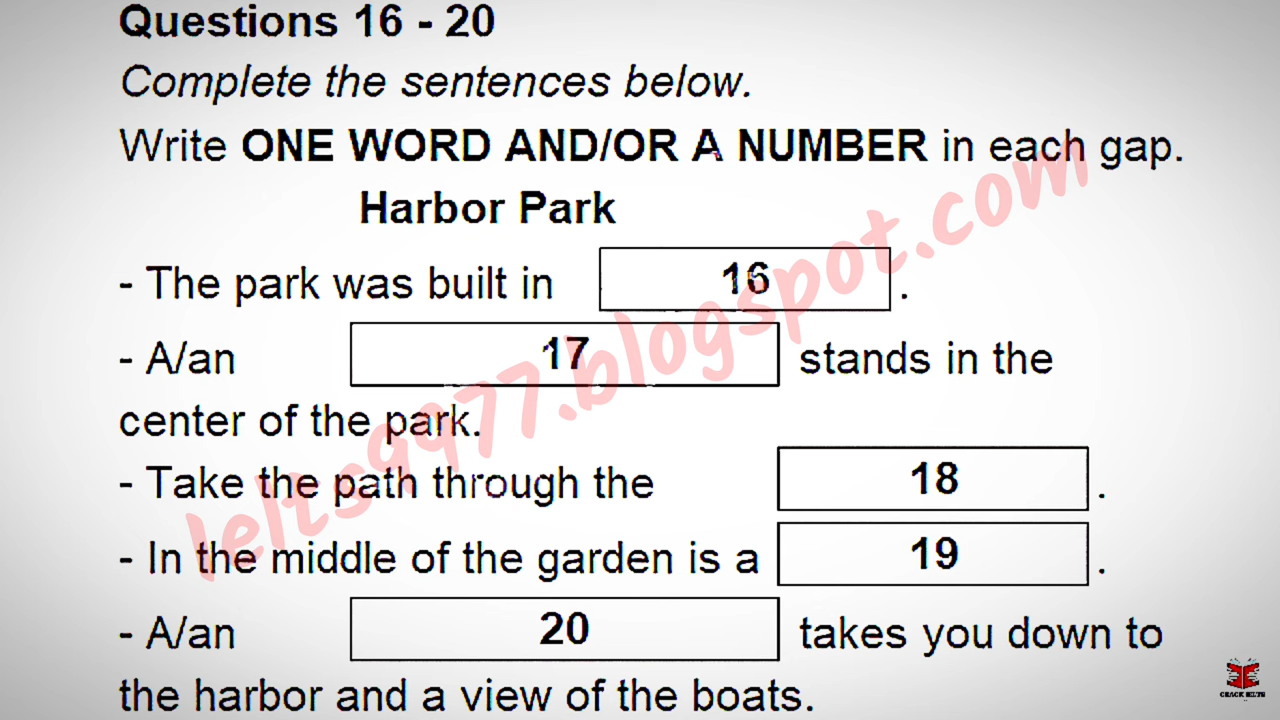 Questions 16 - 20
Complete the sentences below.
Write ONE WORD AND/OR A NUMBER in each gap.
Harbor Park
- The park was built in 16 .
- A/an 17 stands in the
center of the park.
- Take the path through the 18 .
- In the middle of the garden is a 19 .
- A/an 20 takes you down to
the harbor and a view of the boats.
Ielts9977.blogspot.com
CRACK IELTS